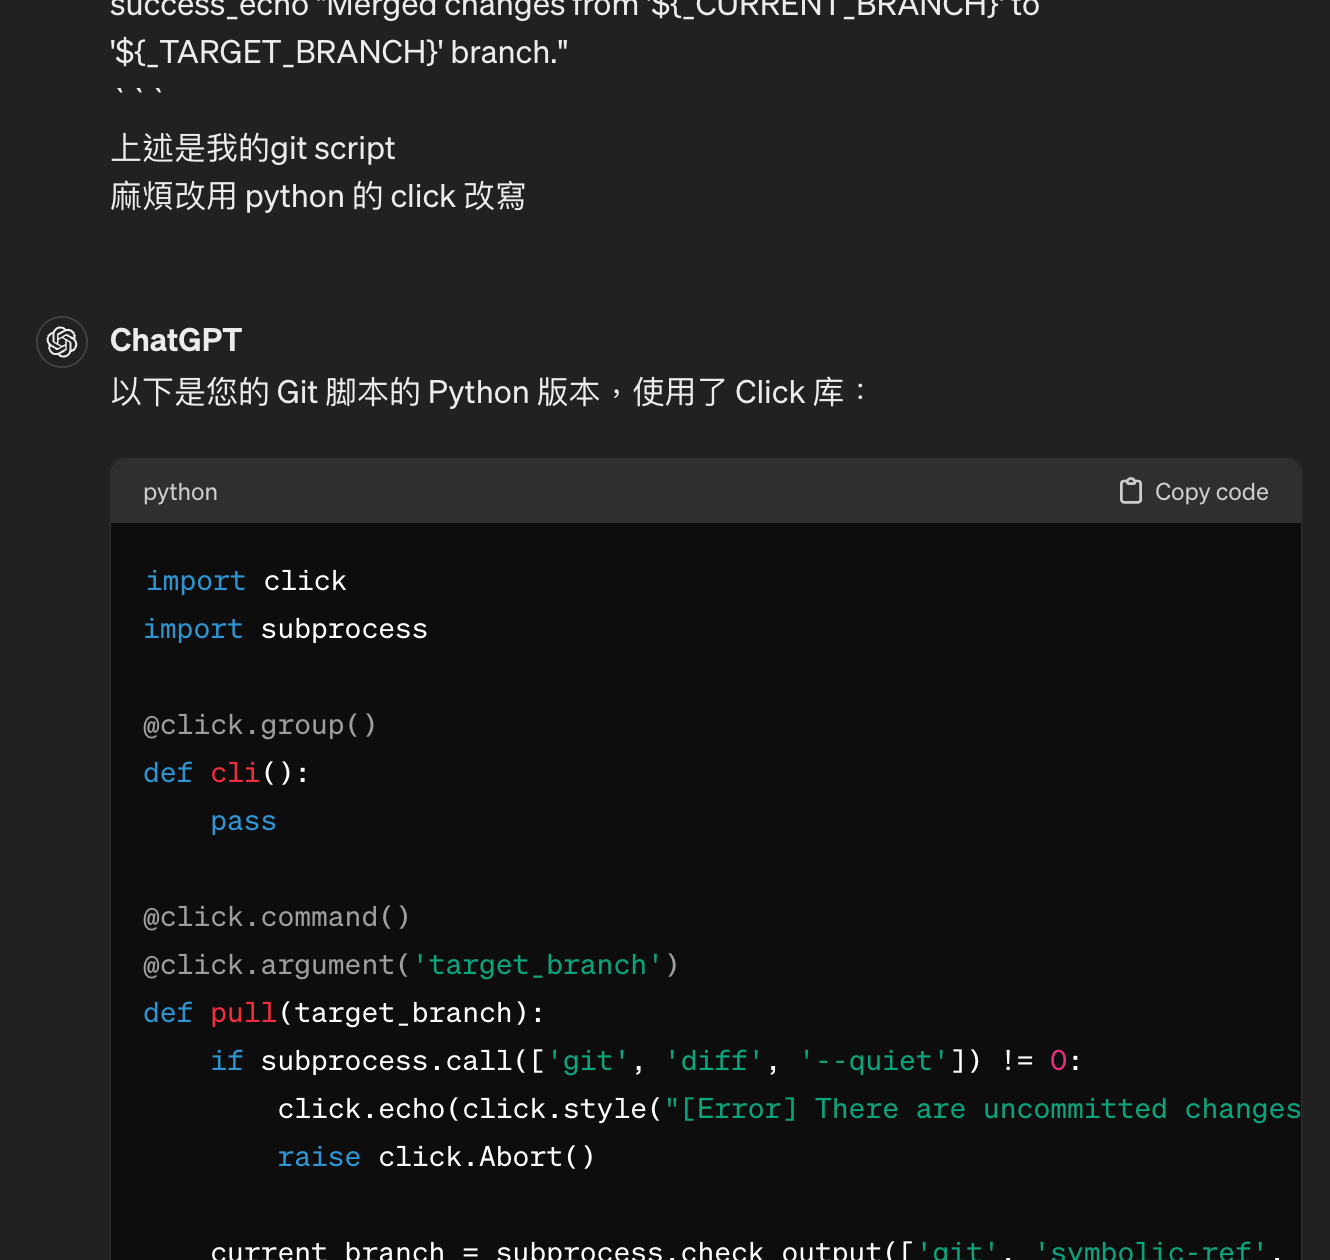 success_echo "Merged changes from '${_CURRENT_BRANCH}' to
'${_TARGET_BRANCH}' branch."
```
上述是我的git script
麻煩改用 python 的 click 改寫
ChatGPT
以下是您的 Git 脚本的 Python 版本，使用了 Click 库：
python
Copy code
import click
import subprocess
@click.group()
def cli():
    pass
@click.command()
@click.argument('target_branch')
def pull(target_branch):
    if subprocess.call(['git', 'diff', '--quiet']) != 0:
        click.echo(click.style("[Error] There are uncommitted changes
        raise click.Abort()
    current_branch = subprocess.check_output(['git', 'symbolic-ref',